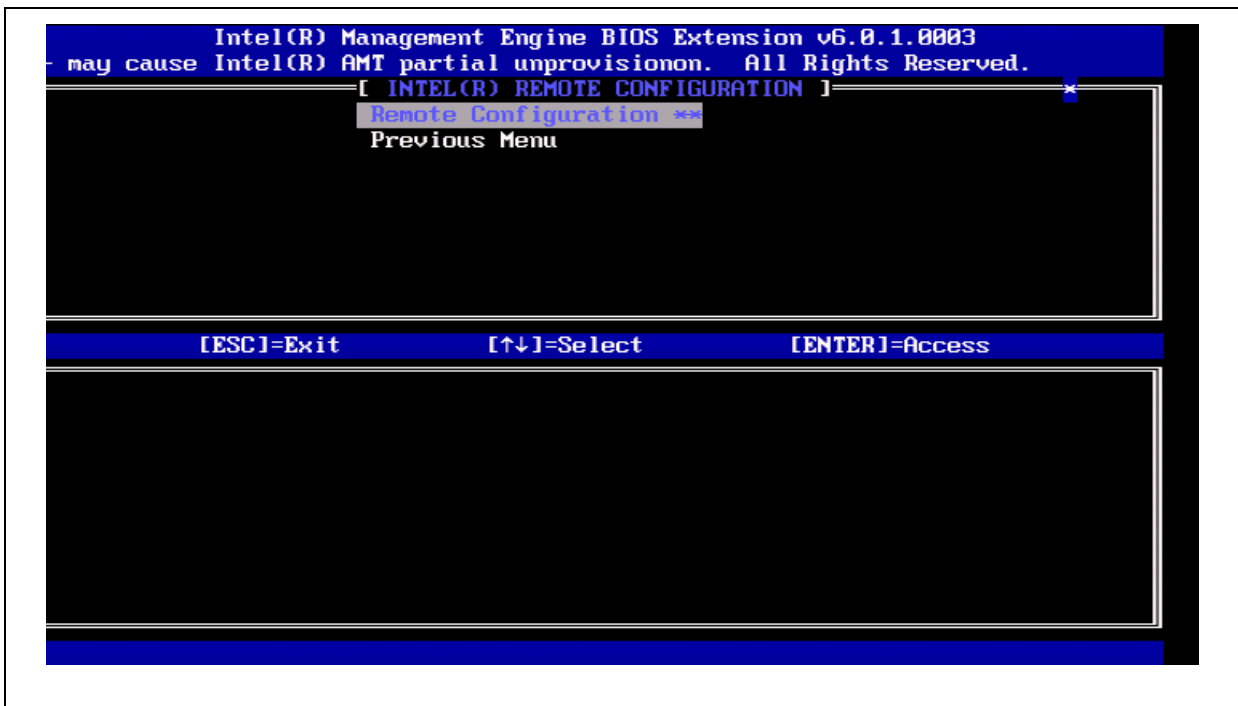 Intel(R) Management Engine BIOS Extension v6.0.1.0003
- may cause Intel(R) AMT partial unprovisionon. All Rights Reserved.
[ INTEL(R) REMOTE CONFIGURATION ] *
Remote Configuration **
Previous Menu
[ESC]=Exit [↑↓]=Select [ENTER]=Access